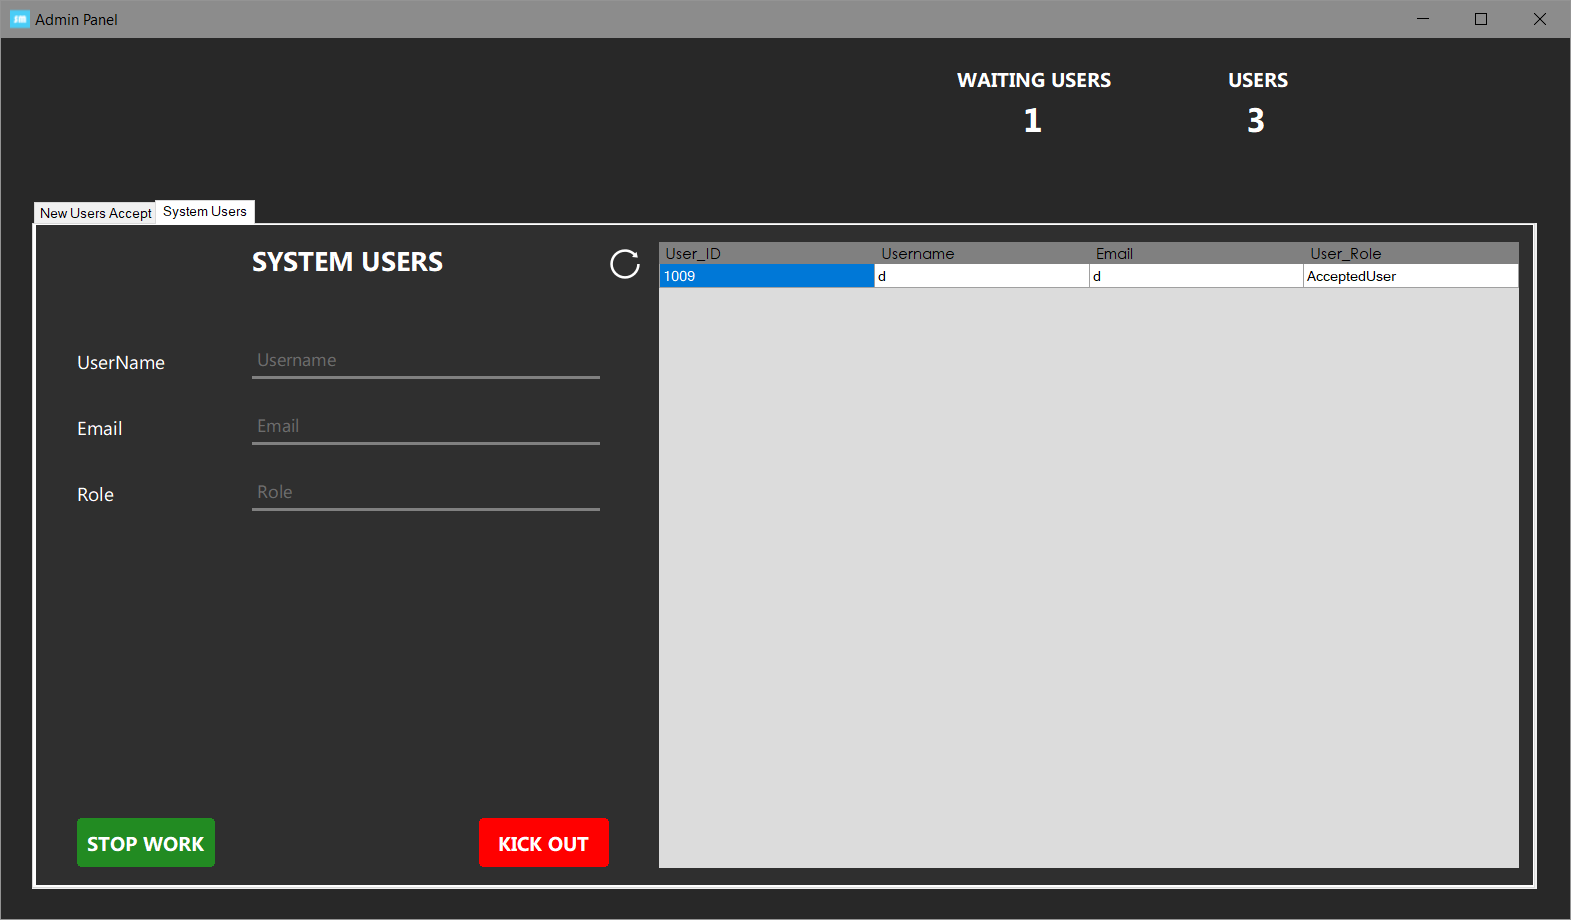 Admin Panel
WAITING USERS USERS
1 3
New Users Accept System Users
SYSTEM USERS
User_ID Username Email User_Role
1009 d d AcceptedUser
UserName Username
Email Email
Role Role
STOP WORK KICK OUT